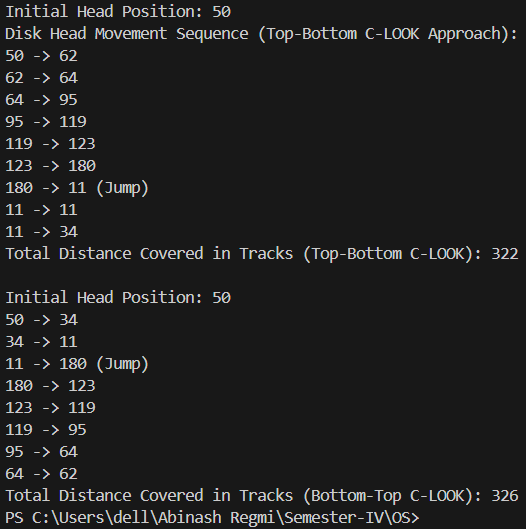 Initial Head Position: 50
Disk Head Movement Sequence (Top-Bottom C-LOOK Approach):
50 -> 62
62 -> 64
64 -> 95
95 -> 119
119 -> 123
123 -> 180
180 -> 11 (Jump)
11 -> 11
11 -> 34
Total Distance Covered in Tracks (Top-Bottom C-LOOK): 322

Initial Head Position: 50
50 -> 34
34 -> 11
11 -> 180 (Jump)
180 -> 123
123 -> 119
119 -> 95
95 -> 64
64 -> 62
Total Distance Covered in Tracks (Bottom-Top C-LOOK): 326
PS C:\Users\dell\Abinash Regmi\Semester-IV\OS>